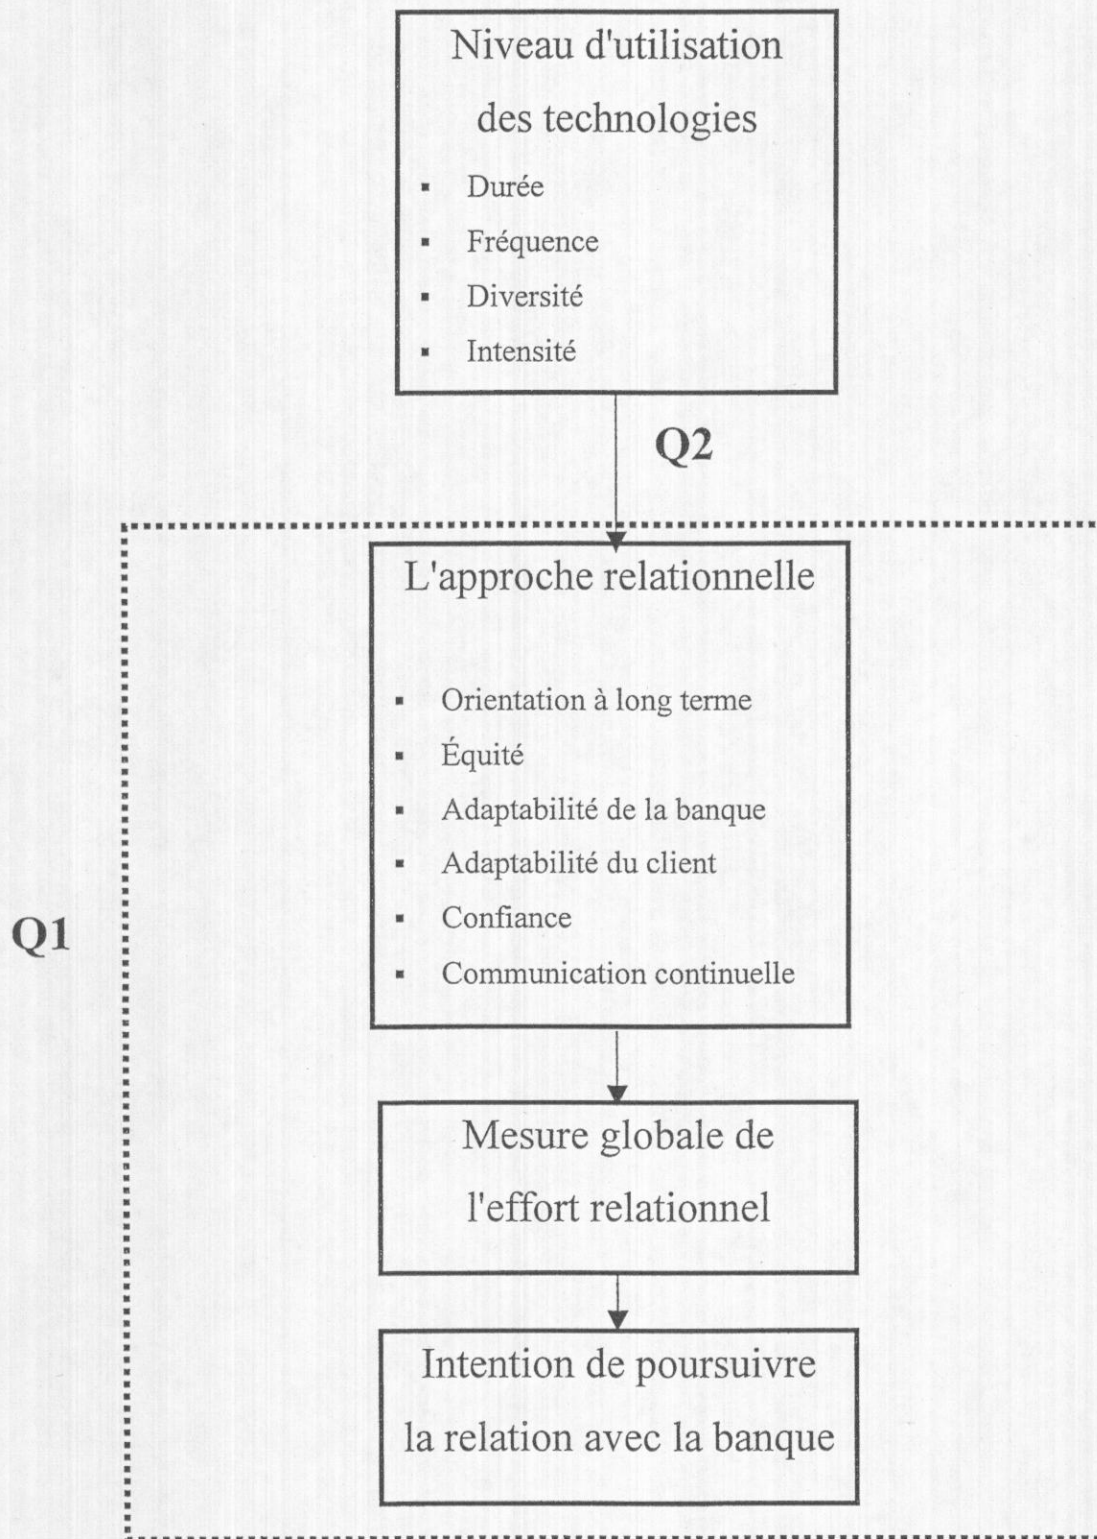 Niveau d'utilisation
des technologies
▪ Durée
▪ Fréquence
▪ Diversité
▪ Intensité
Q2
L'approche relationnelle
▪ Orientation à long terme
▪ Équité
▪ Adaptabilité de la banque
▪ Adaptabilité du client
▪ Confiance
▪ Communication continuelle
Q1
Mesure globale de
l'effort relationnel
Intention de poursuivre
la relation avec la banque